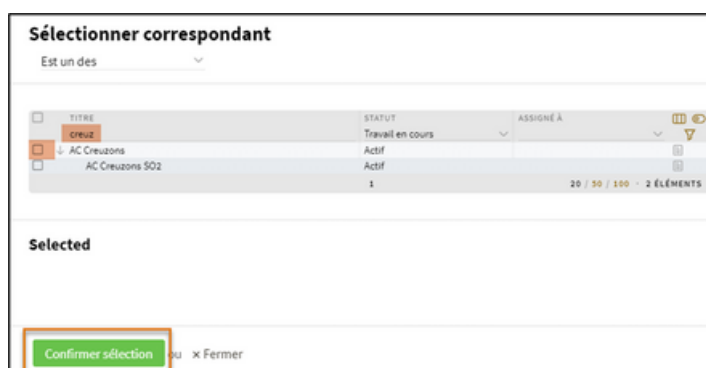 Sélectionner correspondant
Est un des
TITRE STATUT ASSIGNÉ À
creuz Travail en cours
↓ AC Creuzons Actif
AC Creuzons SO2 Actif
1 20 / 50 / 100 · 2 ÉLÉMENTS
Selected
Confirmer sélection ou × Fermer